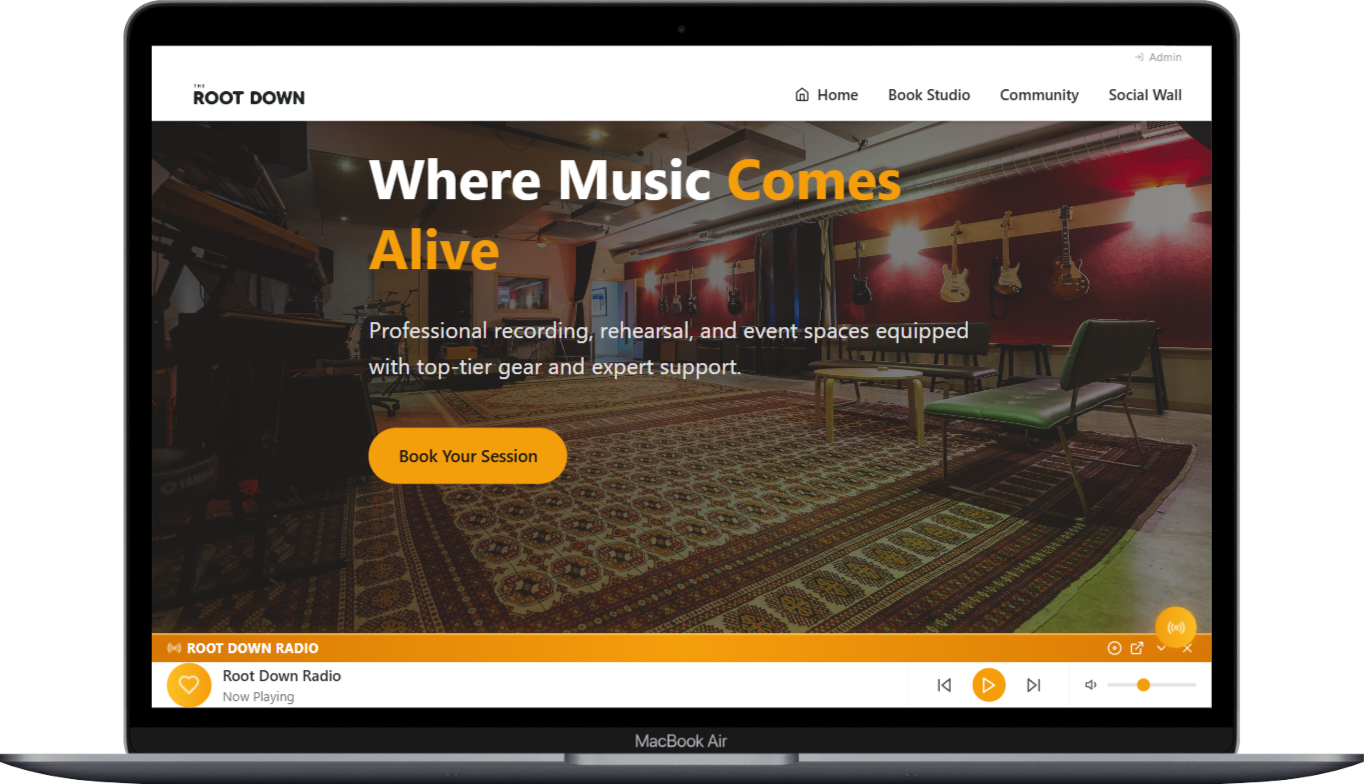 Admin
THE
ROOT DOWN
Home Book Studio Community Social Wall
Where Music Comes
Alive
Professional recording, rehearsal, and event spaces equipped
with top-tier gear and expert support.
Book Your Session
YAMAHA
ROOT DOWN RADIO
Root Down Radio
Now Playing
MacBook Air